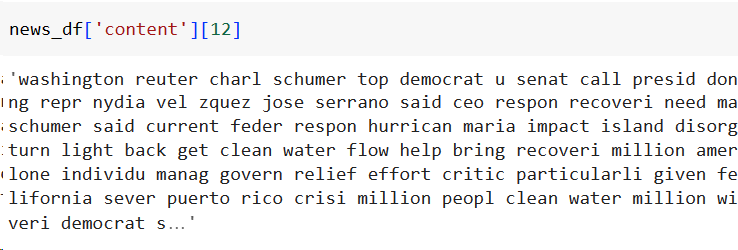 news_df['content'][12]
'washington reuter charl schumer top democrat u senat call presid don
ng repr nydia vel zquez jose serrano said ceo respon recoveri need ma
schumer said current feder respon hurrican maria impact island disorg
turn light back get clean water flow help bring recoveri million amer
lone individu manag govern relief effort critic particularli given fe
lifornia sever puerto rico crisi million peopl clean water million wi
veri democrat s...'